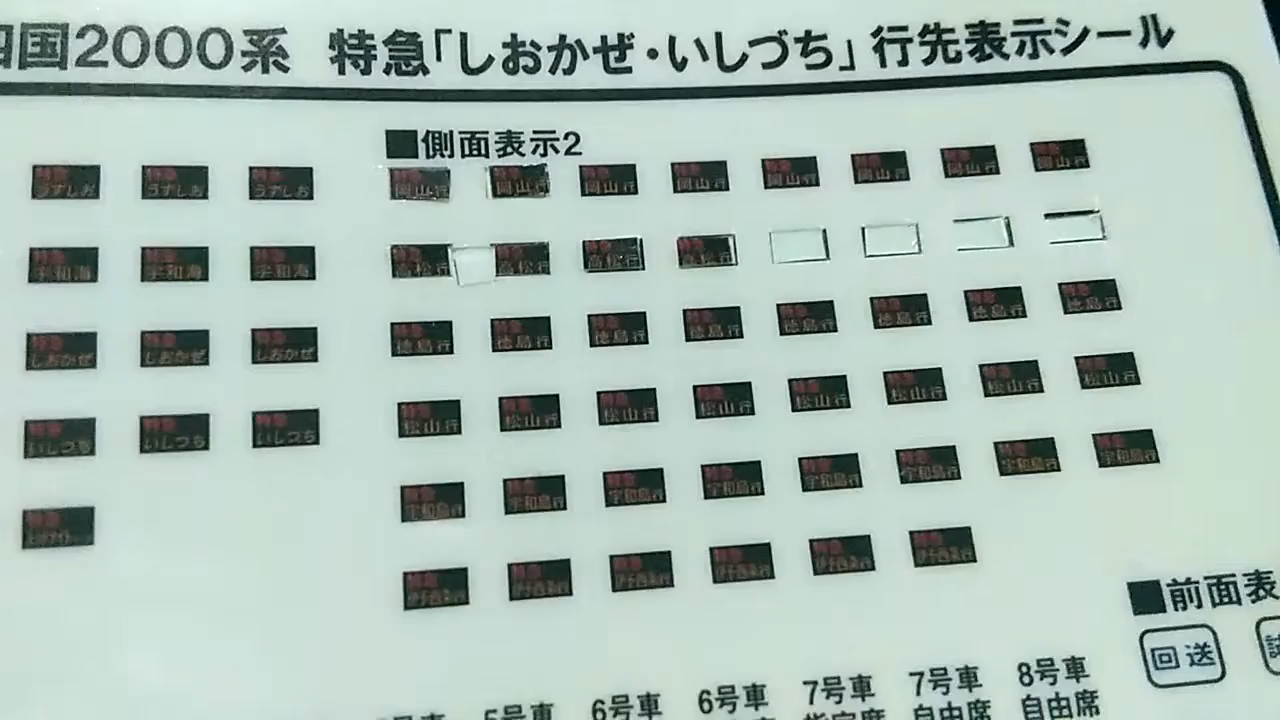 国2000系 特急「しおかぜ・いしづち」行先表示シール
■側面表示2
特急 うずしお 特急 うずしお 特急 うずしお 特急 岡山行 特急 岡山行 特急 岡山行 特急 岡山行 特急 岡山行 特急 岡山行 特急 岡山行 特急 岡山行
特急 宇和海 特急 宇和海 特急 宇和海 特急 高松行 特急 高松行 特急 高松行 特急 高松行
特急 しおかぜ 特急 しおかぜ 特急 しおかぜ 特急 徳島行 特急 徳島行 特急 徳島行 特急 徳島行 特急 徳島行 特急 徳島行 特急 徳島行 特急 徳島行
特急 いしづち 特急 いしづち 特急 いしづち 特急 松山行 特急 松山行 特急 松山行 特急 松山行 特急 松山行 特急 松山行 特急 松山行 特急 松山行
特急 特急 宇和島行 特急 宇和島行 特急 宇和島行 特急 宇和島行 特急 宇和島行 特急 宇和島行 特急 宇和島行 特急 宇和島行
特急 伊予西条行 特急 伊予西条行 特急 伊予西条行 特急 伊予西条行 特急 伊予西条行 特急 伊予西条行
■前面表
回送
5号車 6号車 6号車 7号車 7号車 8号車
指定席 自由席 自由席